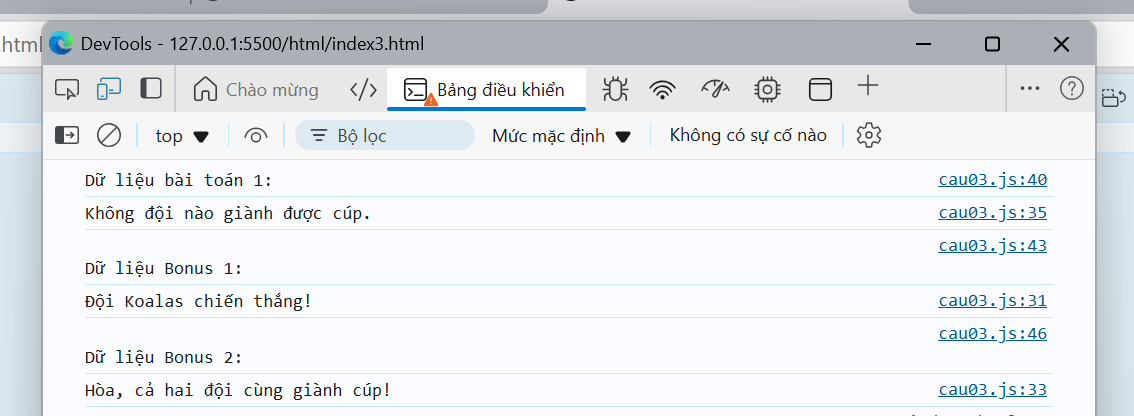 .html
DevTools - 127.0.0.1:5500/html/index3.html
Chào mừng
Bảng điều khiển
top
Bộ lọc
Mức mặc định
Không có sự cố nào
Dữ liệu bài toán 1:
cau03.js:40
Không đội nào giành được cúp.
cau03.js:35
cau03.js:43
Dữ liệu Bonus 1:
Đội Koalas chiến thắng!
cau03.js:31
cau03.js:46
Dữ liệu Bonus 2:
Hòa, cả hai đội cùng giành cúp!
cau03.js:33